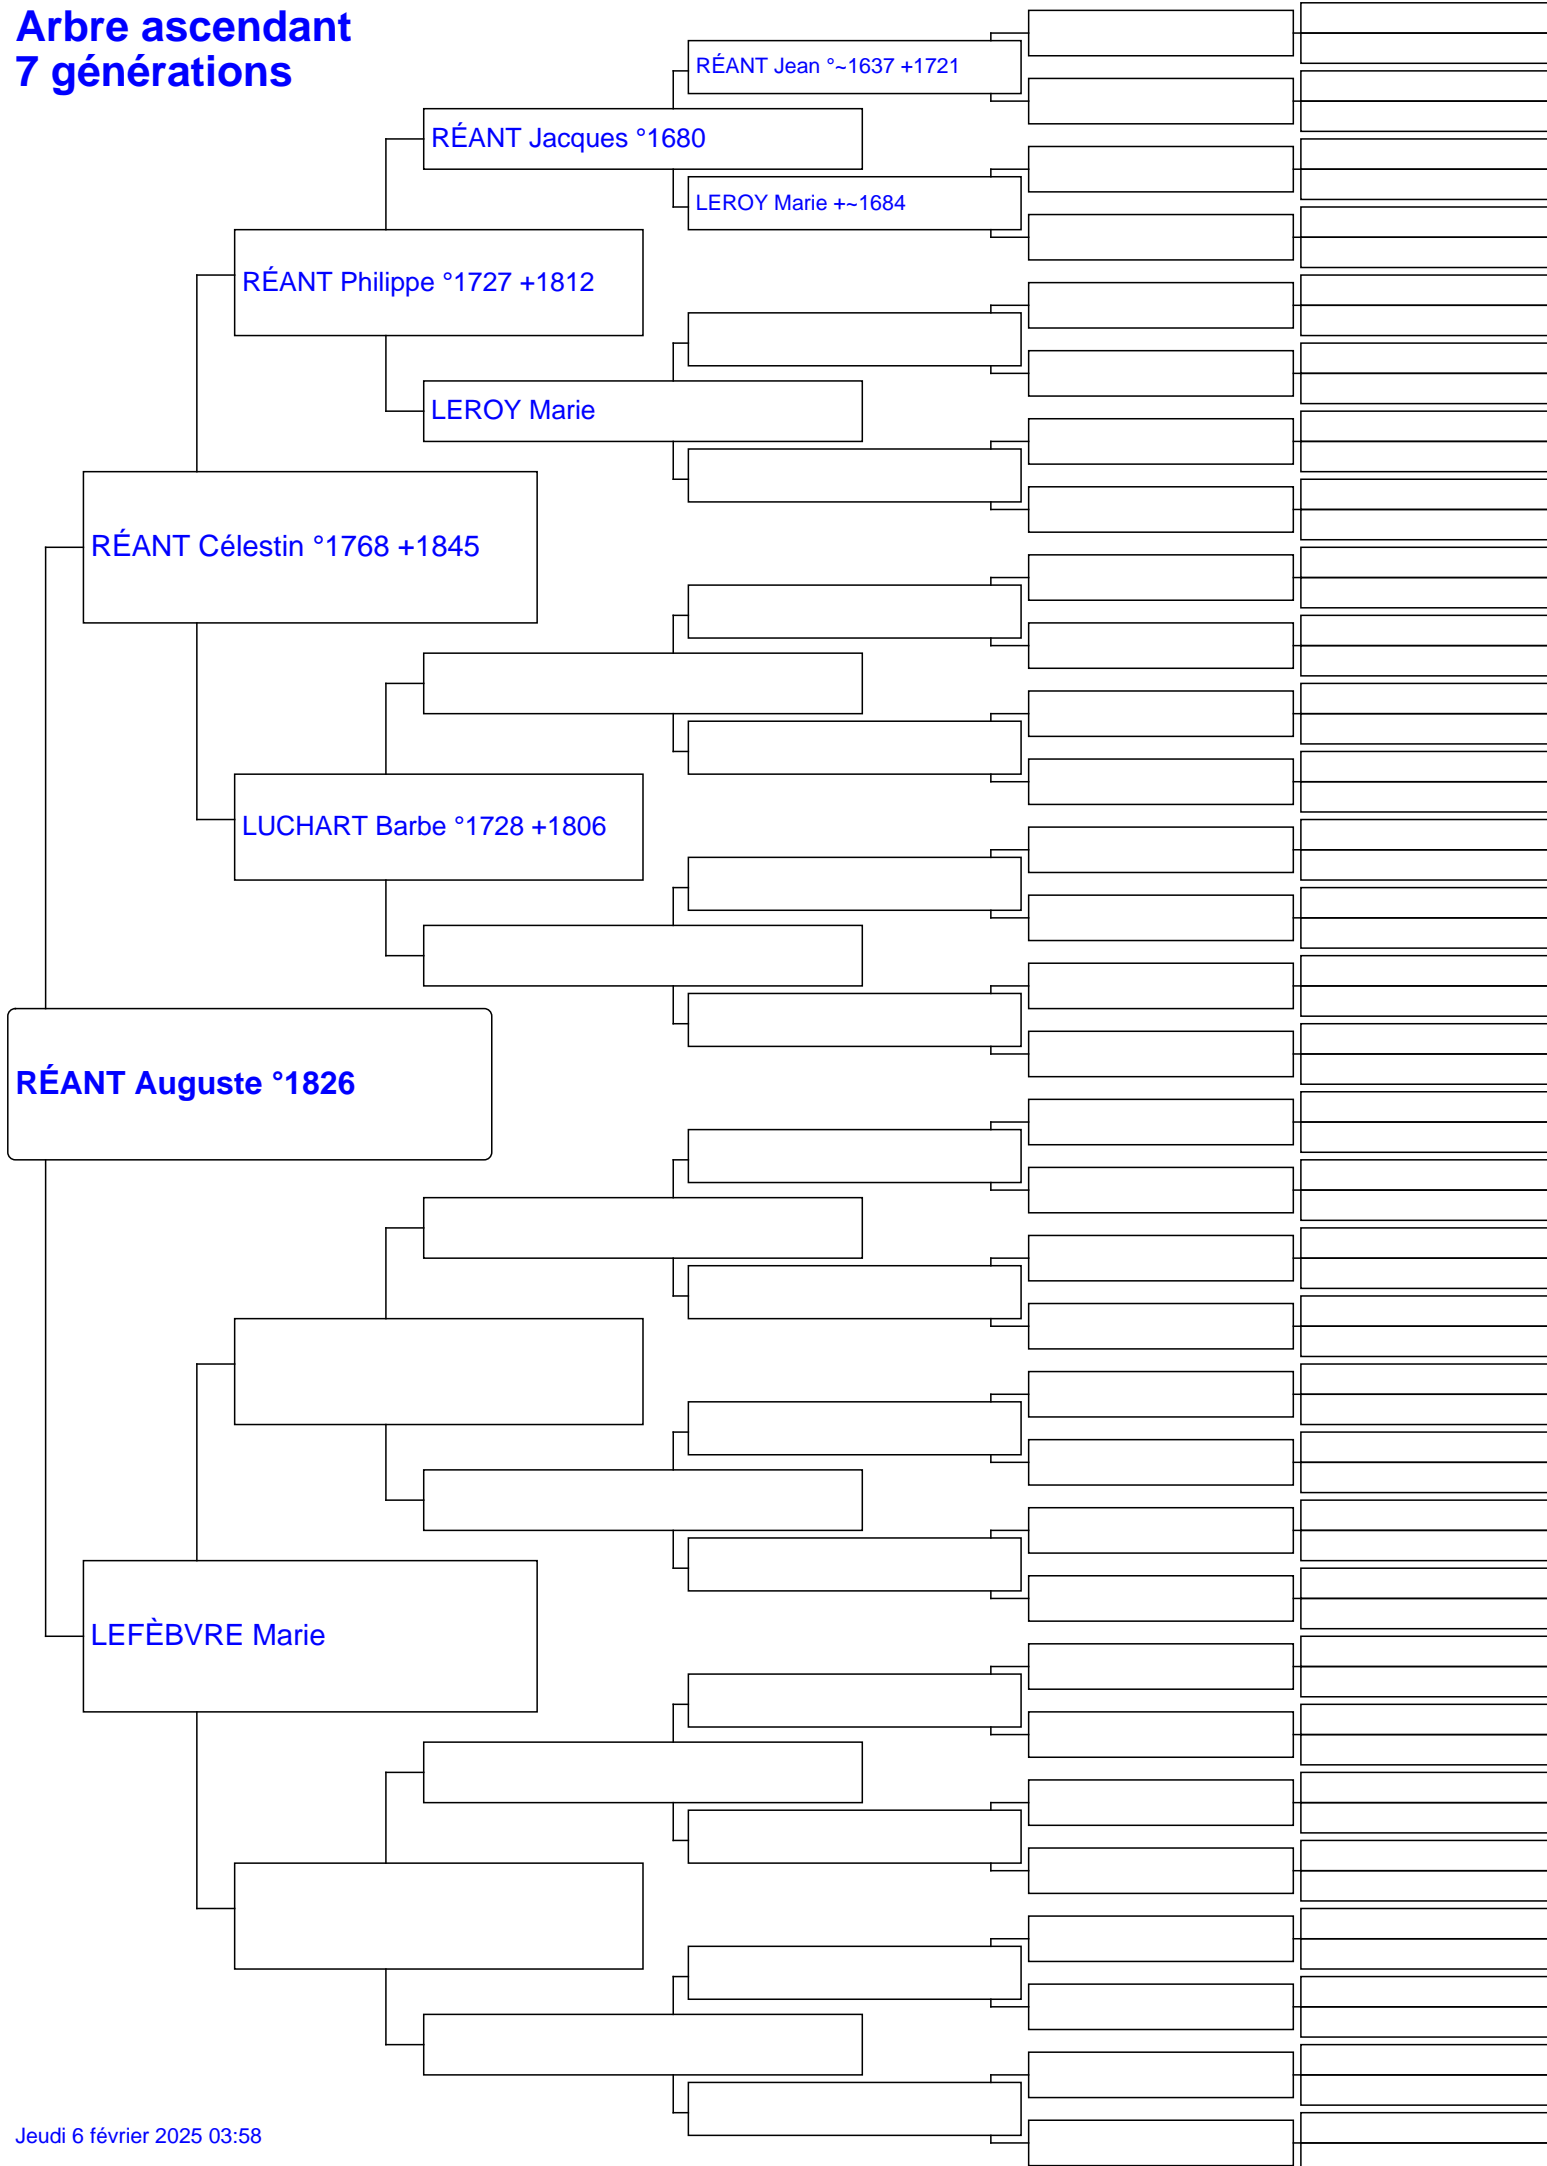 Arbre ascendant
7 générations
RÉANT Jean °~1637 +1721
RÉANT Jacques °1680
LEROY Marie +~1684
RÉANT Philippe °1727 +1812
LEROY Marie
RÉANT Célestin °1768 +1845
LUCHART Barbe °1728 +1806
RÉANT Auguste °1826
LEFÈBVRE Marie
Jeudi 6 février 2025 03:58